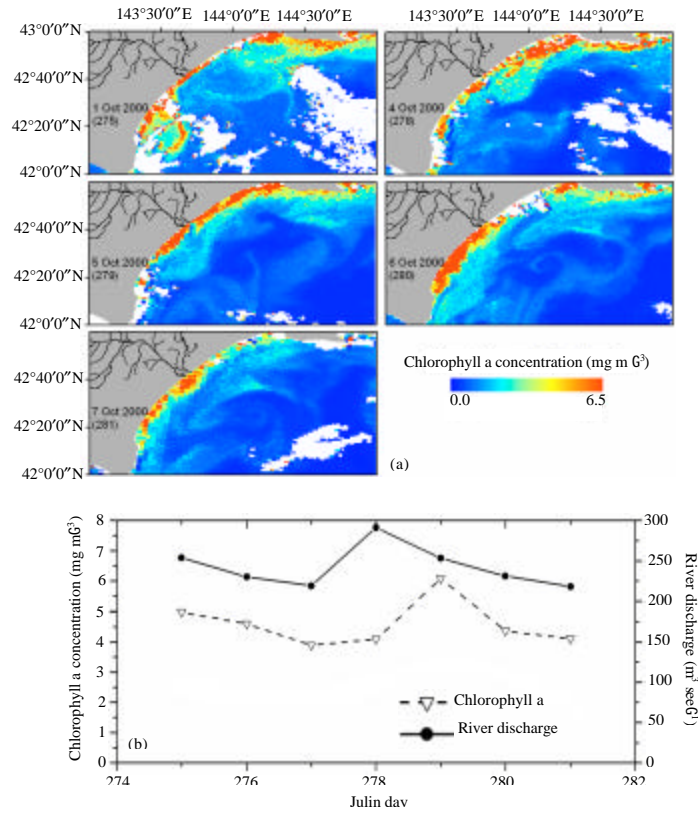 143°30′0″E 144°0′0″E 144°30′0″E
143°30′0″E 144°0′0″E 144°30′0″E
43°0′0″N
42°40′0″N
42°20′0″N
42°0′0″N
1 Oct 2000
(275)
4 Oct 2000
(278)
42°40′0″N
42°20′0″N
42°0′0″N
5 Oct 2000
(279)
6 Oct 2000
(280)
42°40′0″N
42°20′0″N
42°0′0″N
7 Oct 2000
(281)
Chlorophyll a concentration (mg m G³)
0.0 6.5
(a)
Chlorophyll a concentration (mg mG³)
8
7
6
5
4
3
2
1
0
300
250
200
150
100
50
0
River discharge (m³ seeG¹)
Chlorophyll a
River discharge
(b)
274 276 278 280 282
Julin day